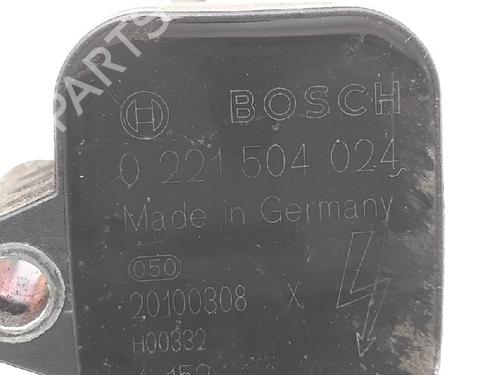 PARTS
BOSCH
0 221 504 024
Made in Germany
050
20100308 X
H00332